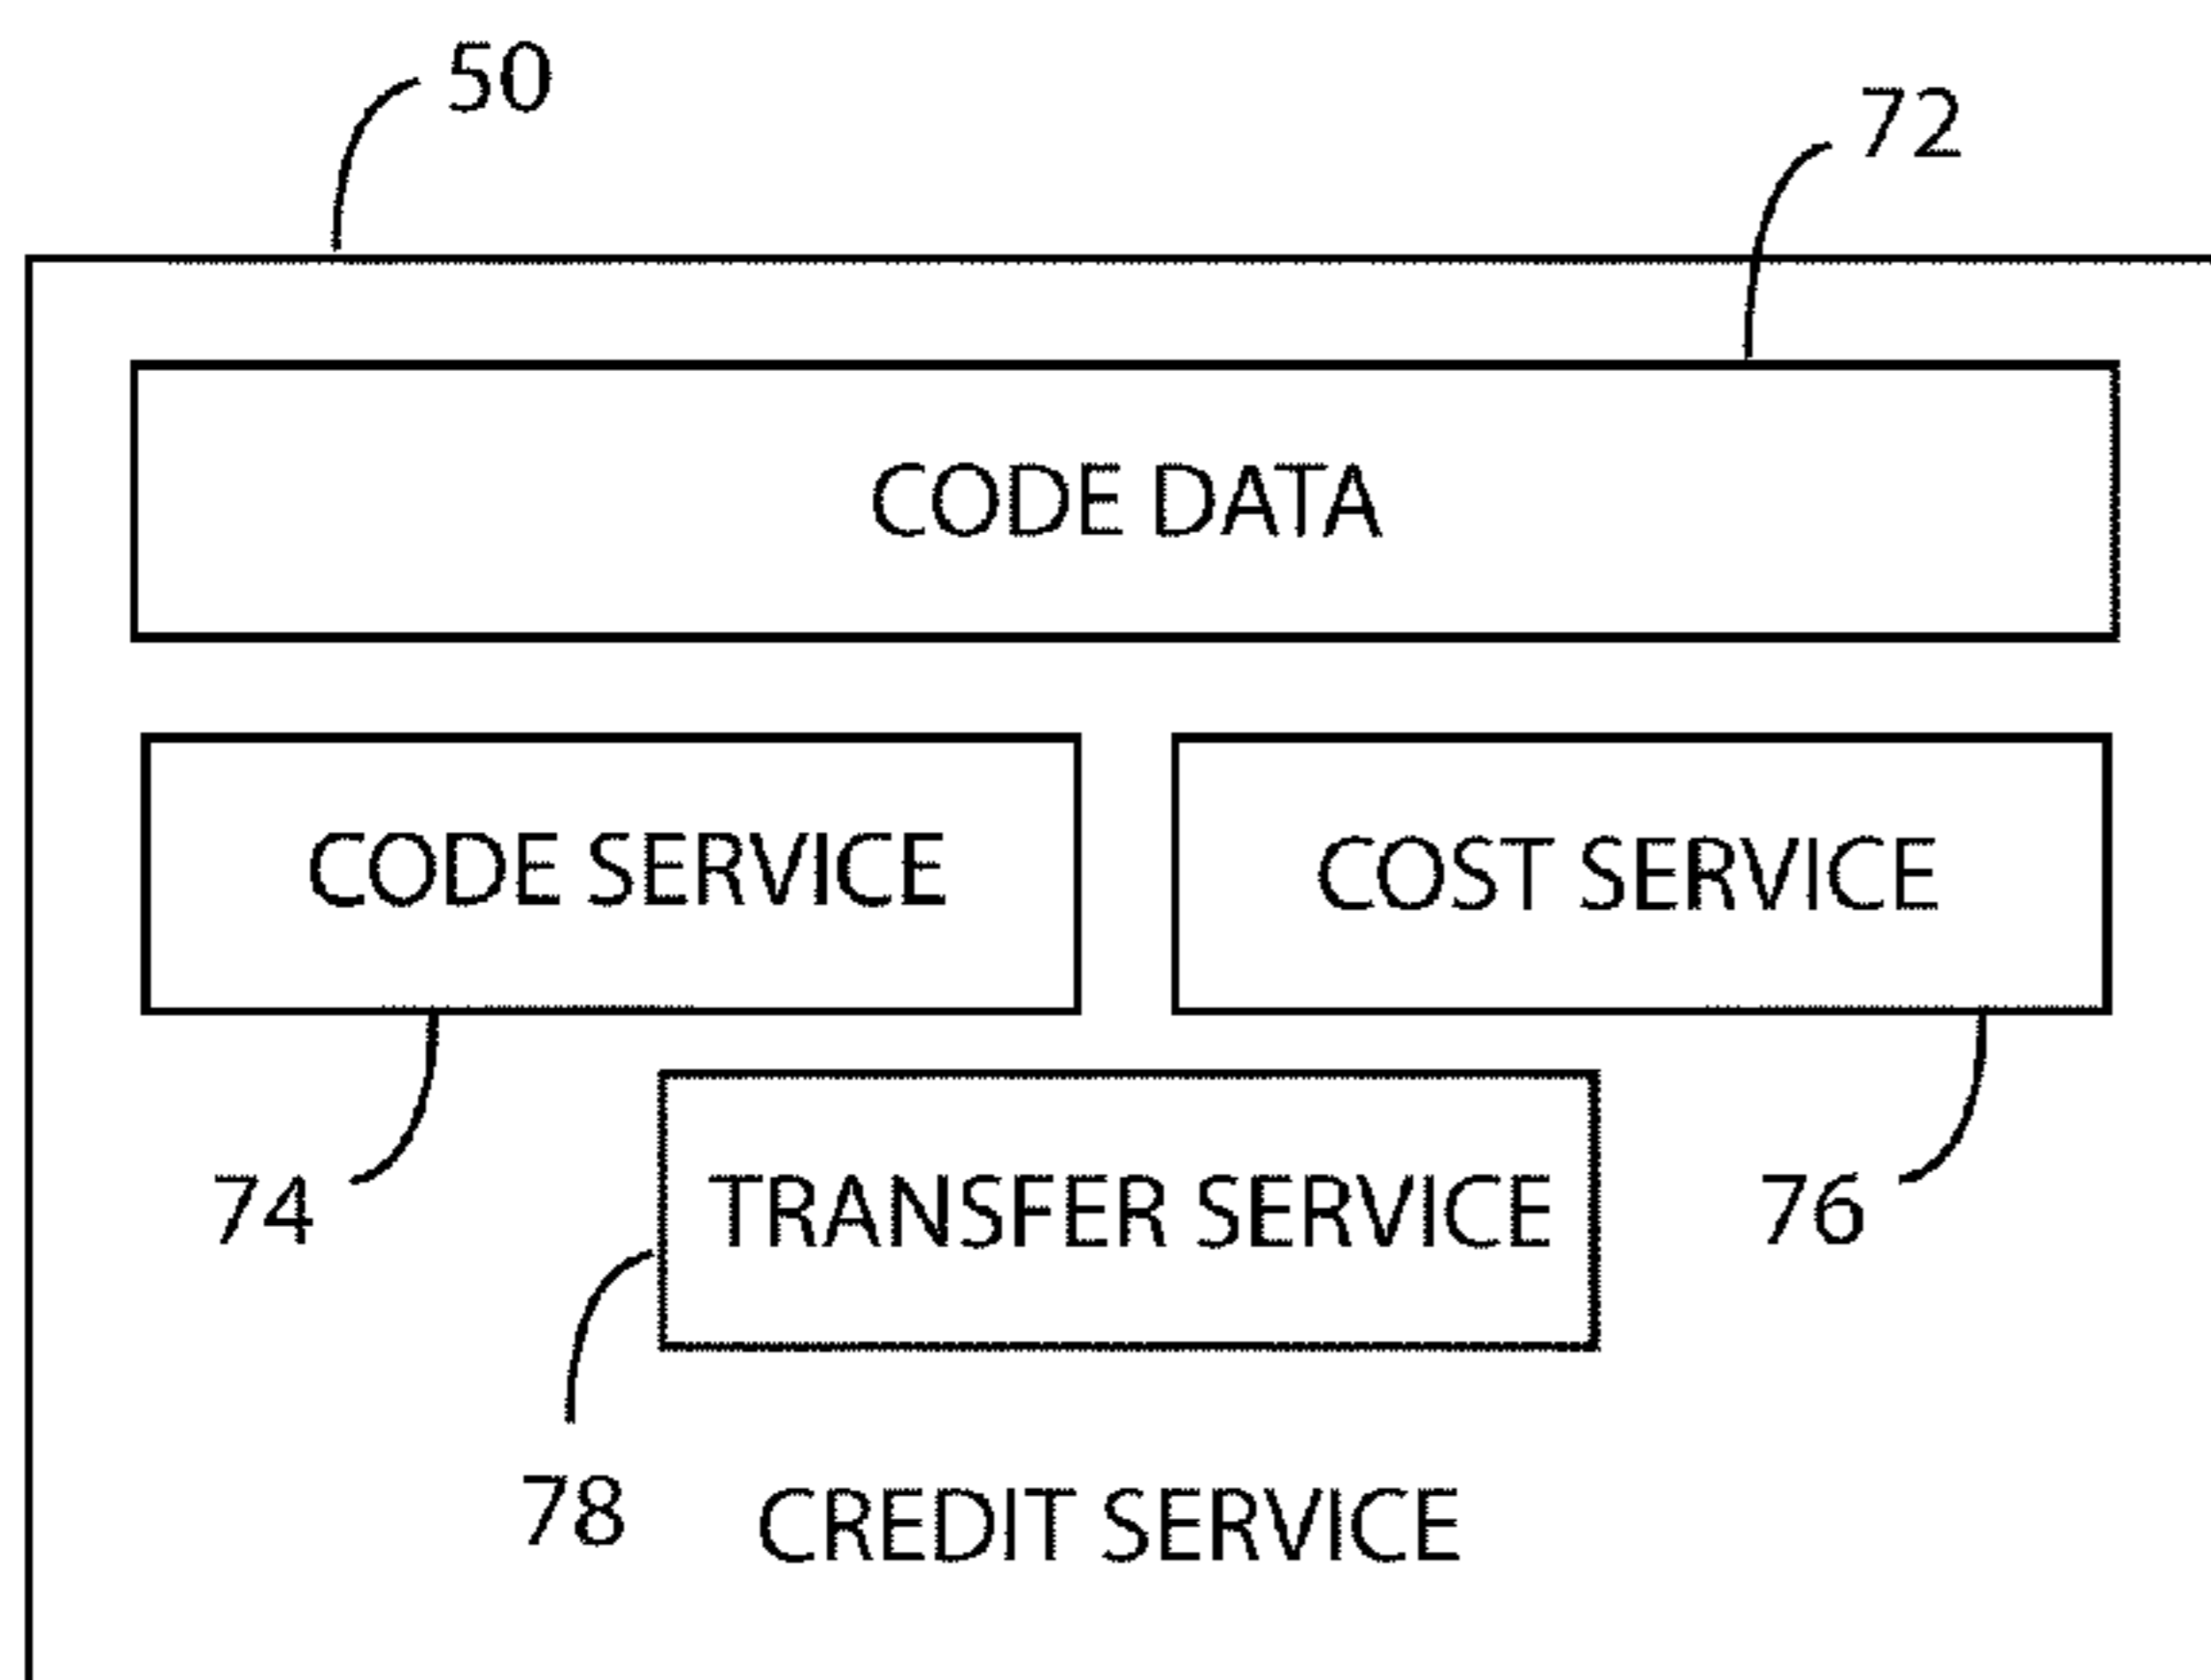 50
72
CODE DATA
CODE SERVICE
COST SERVICE
74
TRANSFER SERVICE
76
78
CREDIT SERVICE